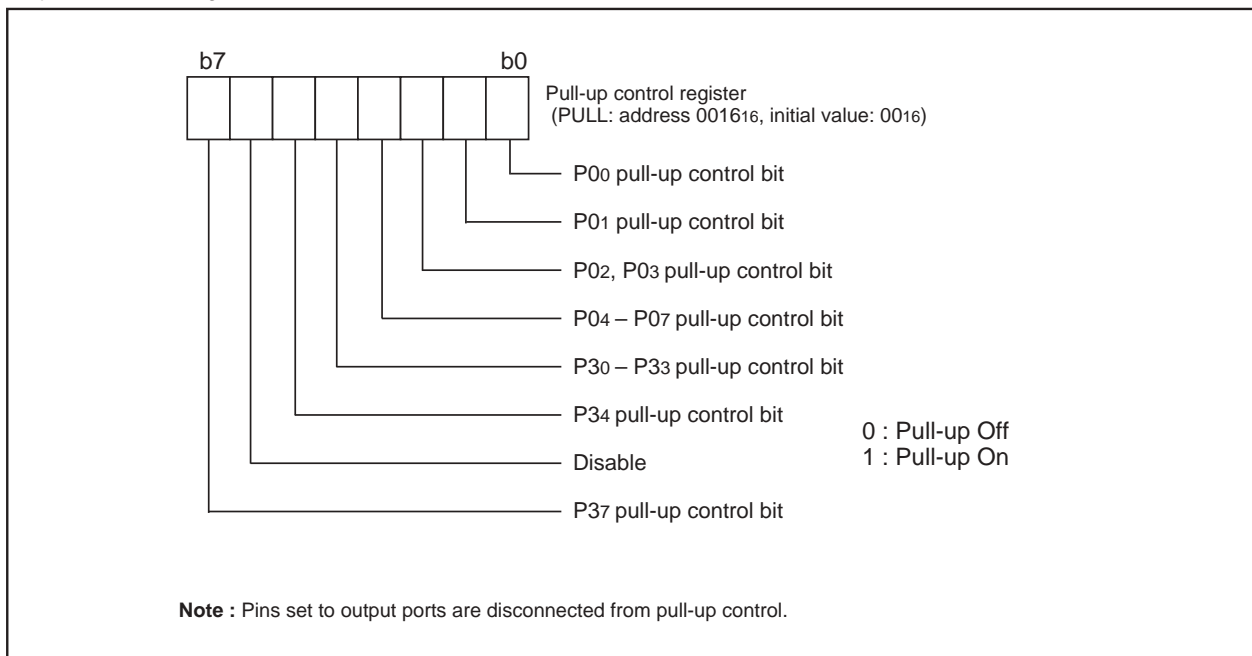 b7 b0
Pull-up control register
(PULL: address 001616, initial value: 0016)
P00 pull-up control bit
P01 pull-up control bit
P02, P03 pull-up control bit
P04 – P07 pull-up control bit
P30 – P33 pull-up control bit
P34 pull-up control bit
Disable
P37 pull-up control bit
0 : Pull-up Off
1 : Pull-up On
Note : Pins set to output ports are disconnected from pull-up control.